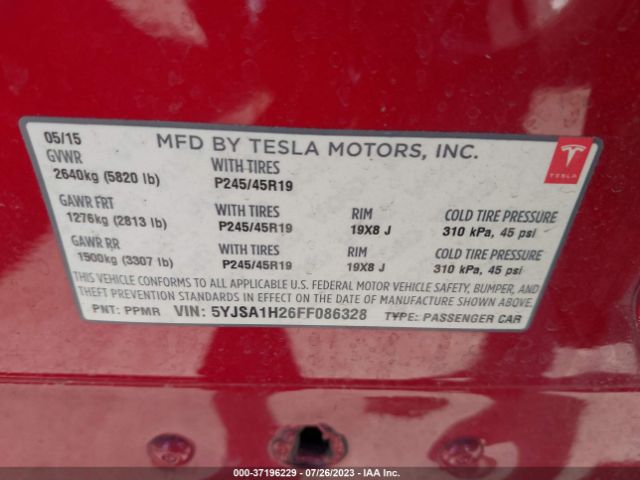 05/15 MFD BY TESLA MOTORS, INC.
GVWR WITH TIRES
2640kg (5820 lb) P245/45R19
TESLA
GAWR FRT WITH TIRES RIM COLD TIRE PRESSURE
1276kg (2813 lb) P245/45R19 19X8 J 310 kPa, 45 psi
GAWR RR WITH TIRES RIM COLD TIRE PRESSURE
1500kg (3307 lb) P245/45R19 19X8 J 310 kPa, 45 psi
THIS VEHICLE CONFORMS TO ALL APPLICABLE U.S. FEDERAL MOTOR VEHICLE SAFETY, BUMPER, AND
THEFT PREVENTION STANDARDS IN EFFECT ON THE DATE OF MANUFACTURE SHOWN ABOVE.
PNT: PPMR VIN: 5YJSA1H26FF086328 TYPE: PASSENGER CAR
000-37196229 - 07/26/2023 - IAA Inc.